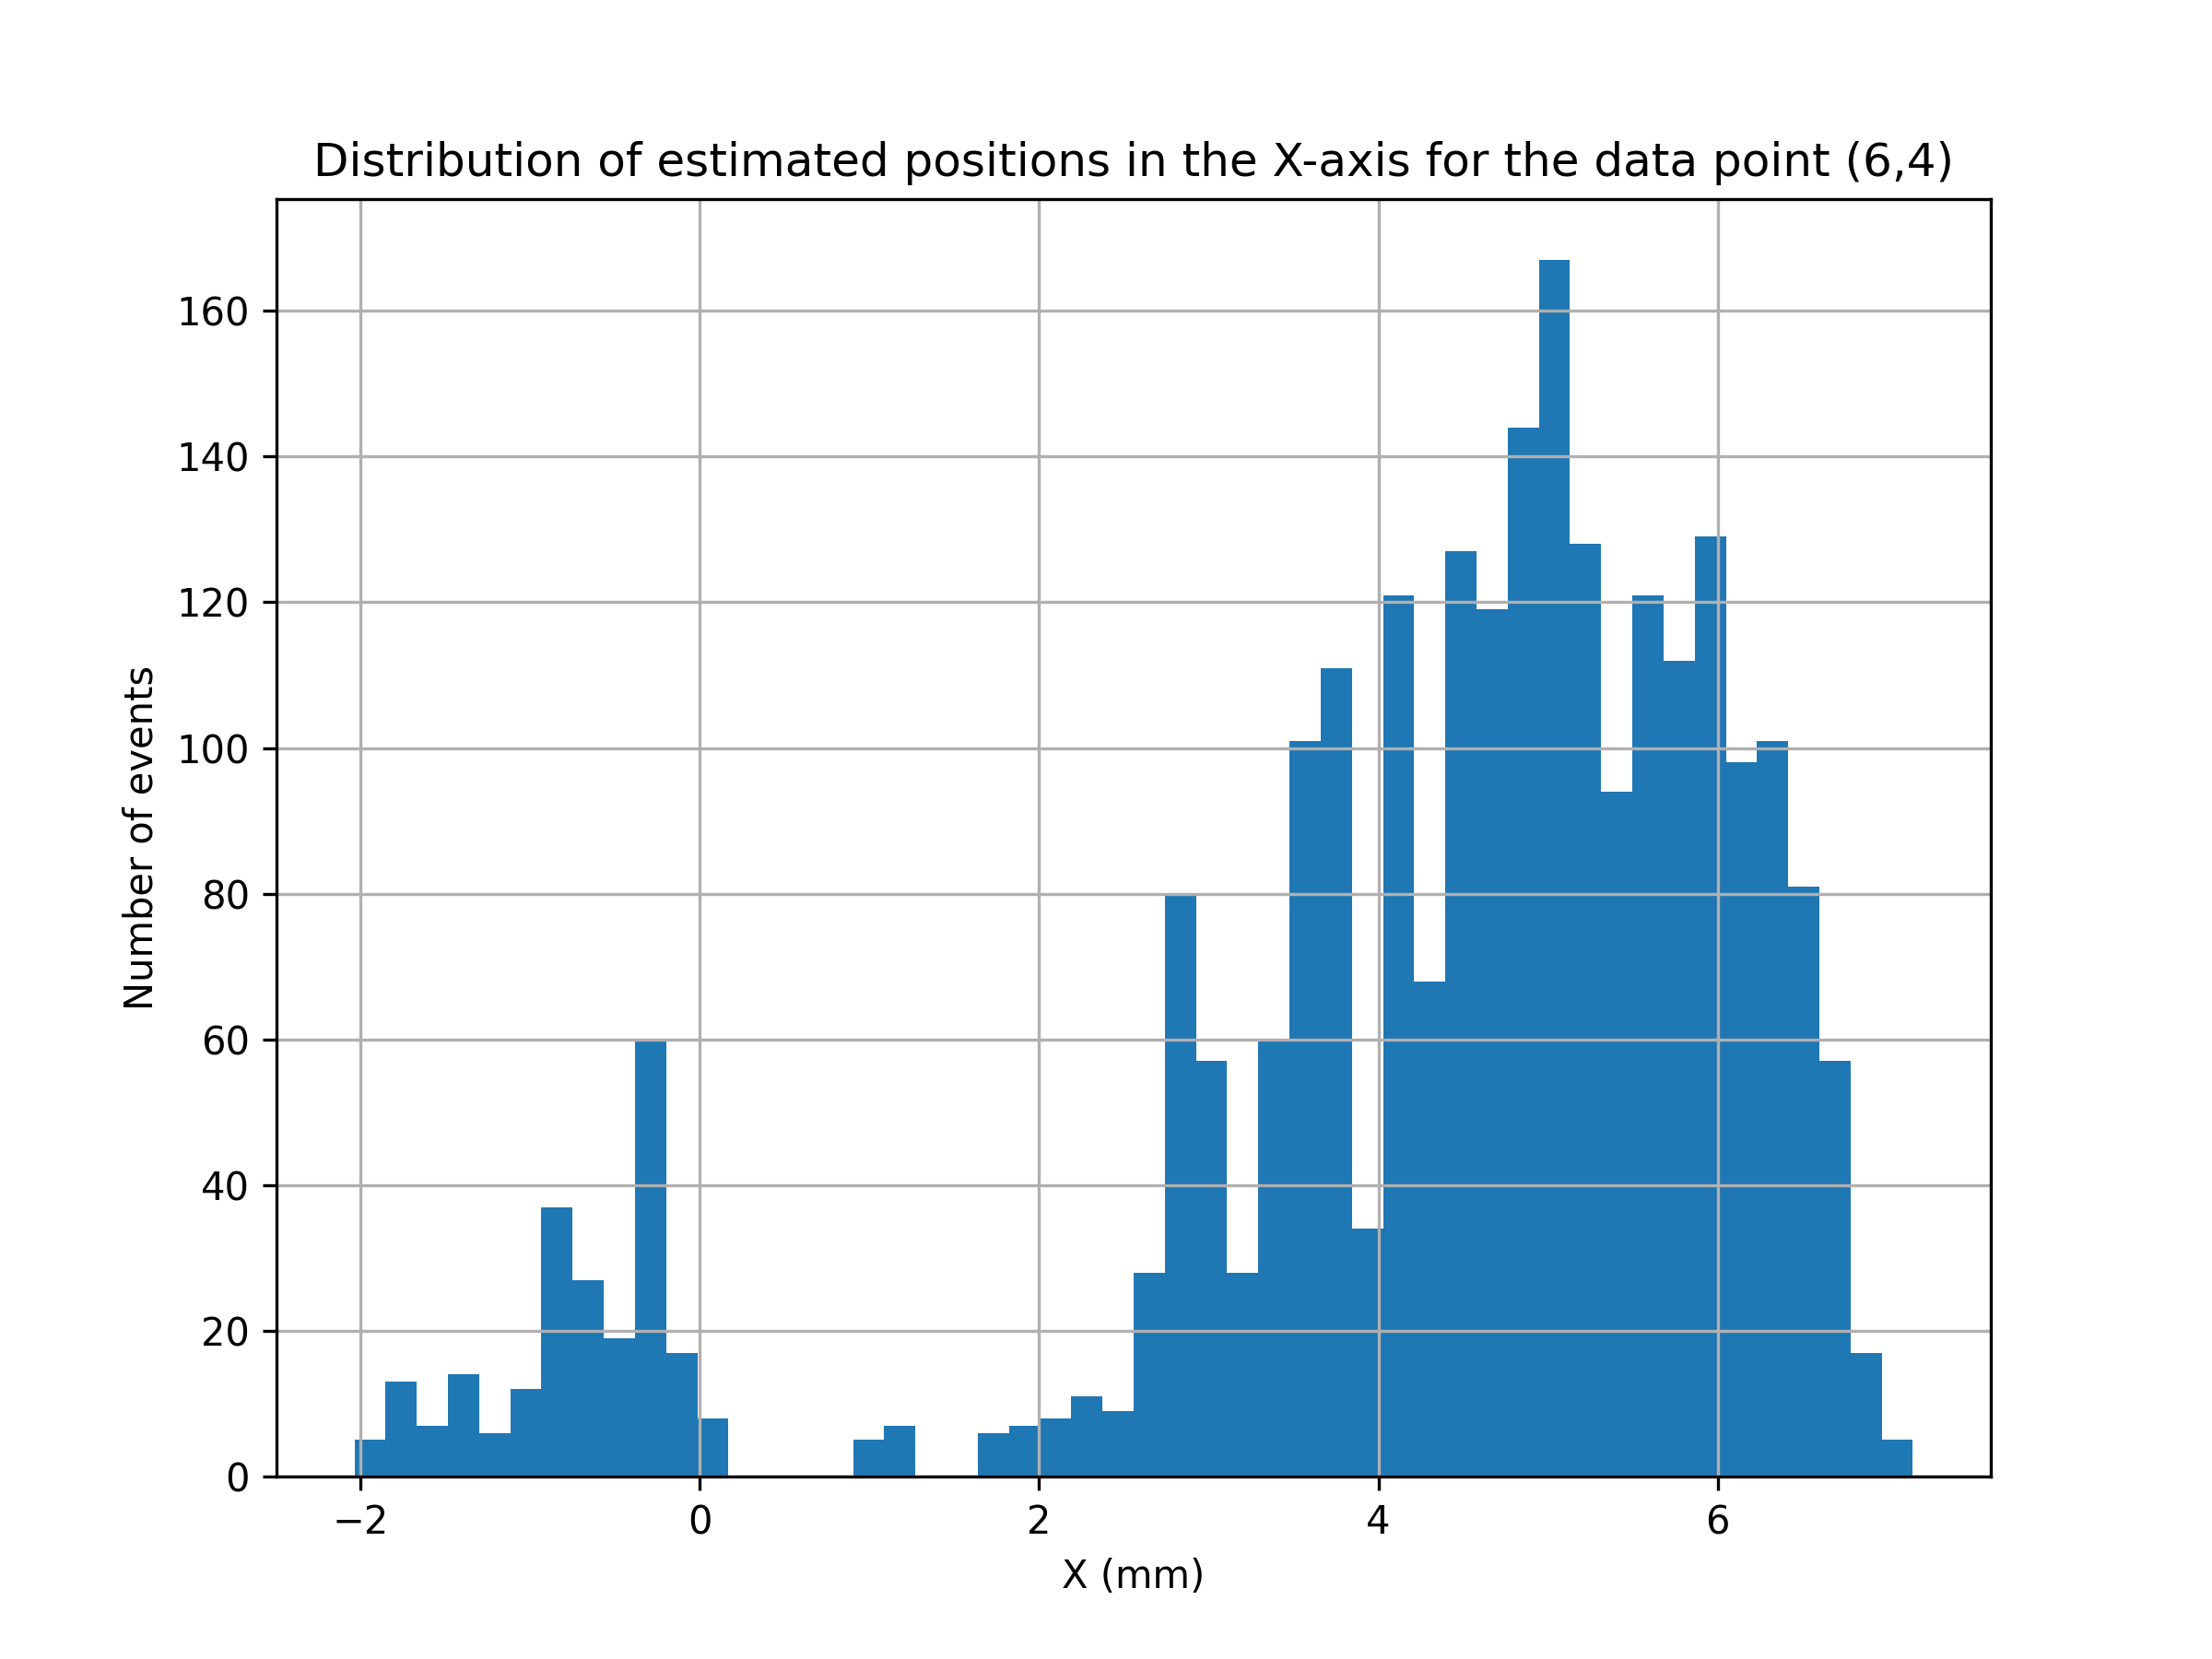 Distribution of estimated positions in the X-axis for the data point (6,4)
160
140
120
100
80
60
40
20
0
Number of events
−2 0 2 4 6
X (mm)